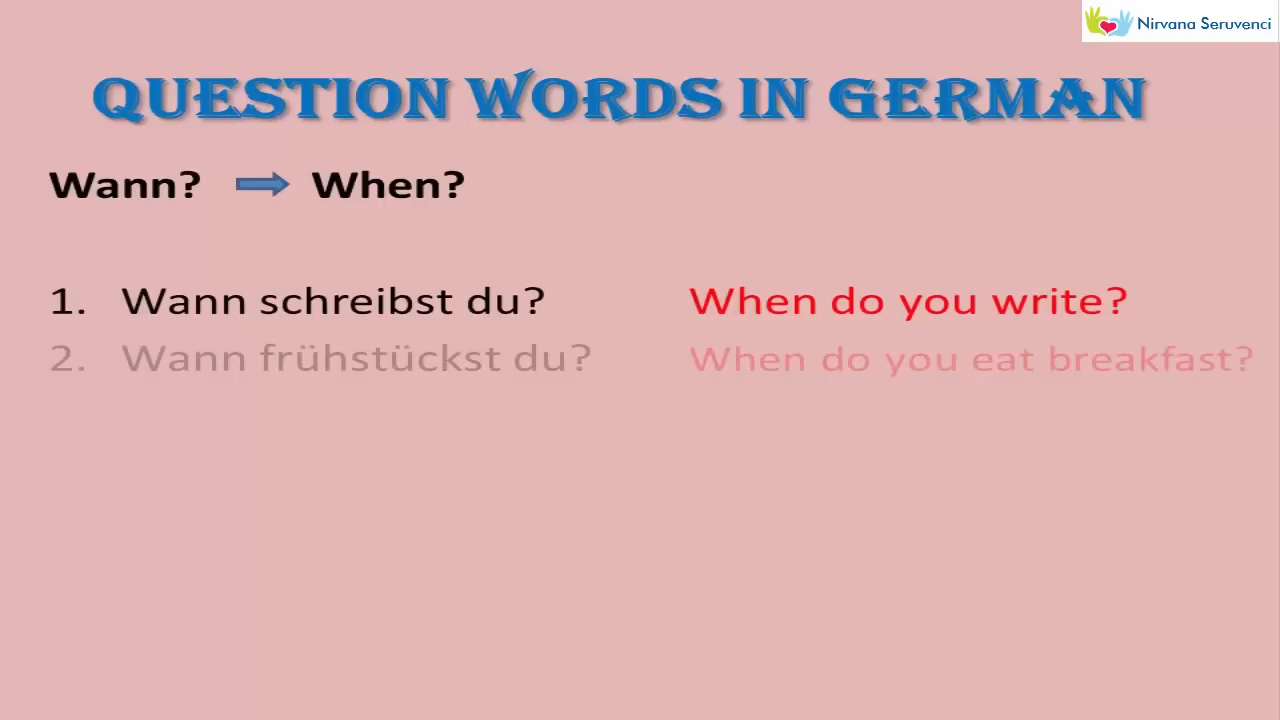 Nirvana Seruvenci
QUESTION WORDS IN GERMAN
Wann? When?
1. Wann schreibst du? When do you write?
2. Wann frühstückst du? When do you eat breakfast?